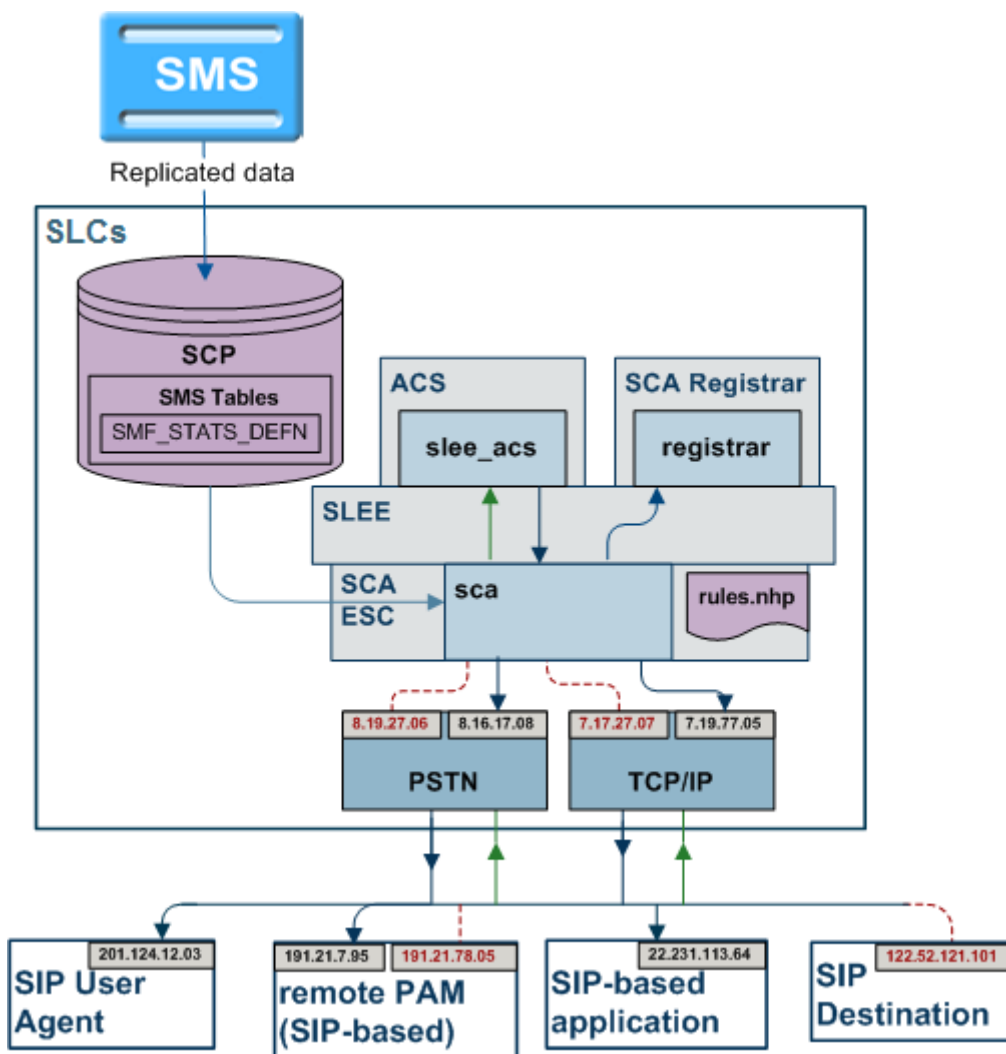 SMS
Replicated data
SLCs
SCP
SMS Tables
SMF_STATS_DEFN
ACS
slee_acs
SCA Registrar
registrar
SLEE
SCA
ESC
sca
rules.nhp
8.19.27.06
8.16.17.08
PSTN
7.17.27.07
7.19.77.05
TCP/IP
201.124.12.03
SIP User
Agent
191.21.7.95
191.21.78.05
remote PAM
(SIP-based)
22.231.113.64
SIP-based
application
122.52.121.101
SIP
Destination